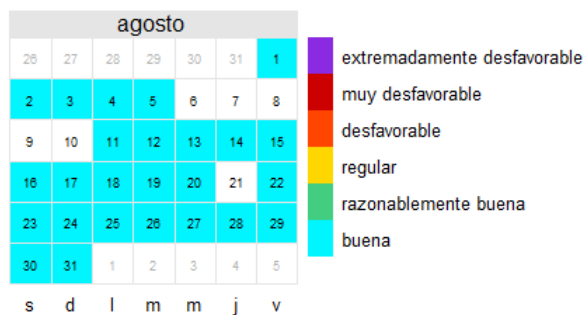 agosto
26 27 28 29 30 31 1
2 3 4 5 6 7 8
9 10 11 12 13 14 15
16 17 18 19 20 21 22
23 24 25 26 27 28 29
30 31 1 2 3 4 5
s d l m m j v
extremadamente desfavorable
muy desfavorable
desfavorable
regular
razonablemente buena
buena